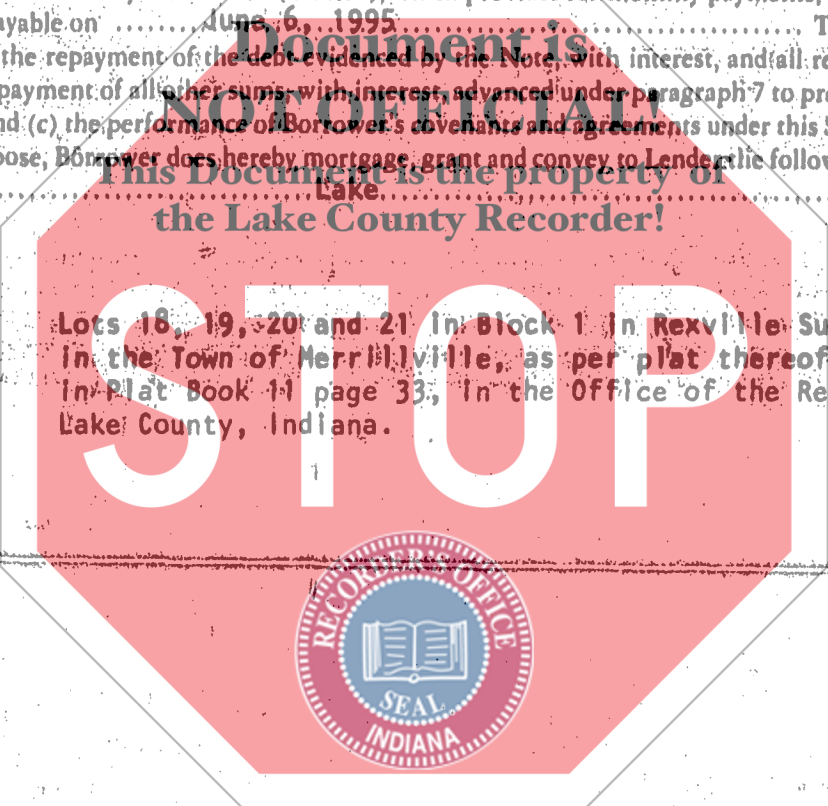 ayable on June 6, 1995 T
the repayment of the debt evidenced by the Note, with interest, and all re
payment of all other sums, with interest, advanced under paragraph 7 to pr
nd (c) the performance of Borrower's covenants and agreements under this
pose, Borrower does hereby mortgage, grant and convey to Lender the follow
Lake
Document is
NOT OFFICIAL!
This Document is the property of
the Lake County Recorder!
Lots 18, 19, 20 and 21 in Block 1 in Rexville Su
in the Town of Merrillville, as per plat thereof
in Plat Book 11 page 33, in the Office of the Re
Lake County, Indiana.
STOP
RECORDER'S OFFICE
SEAL
INDIANA